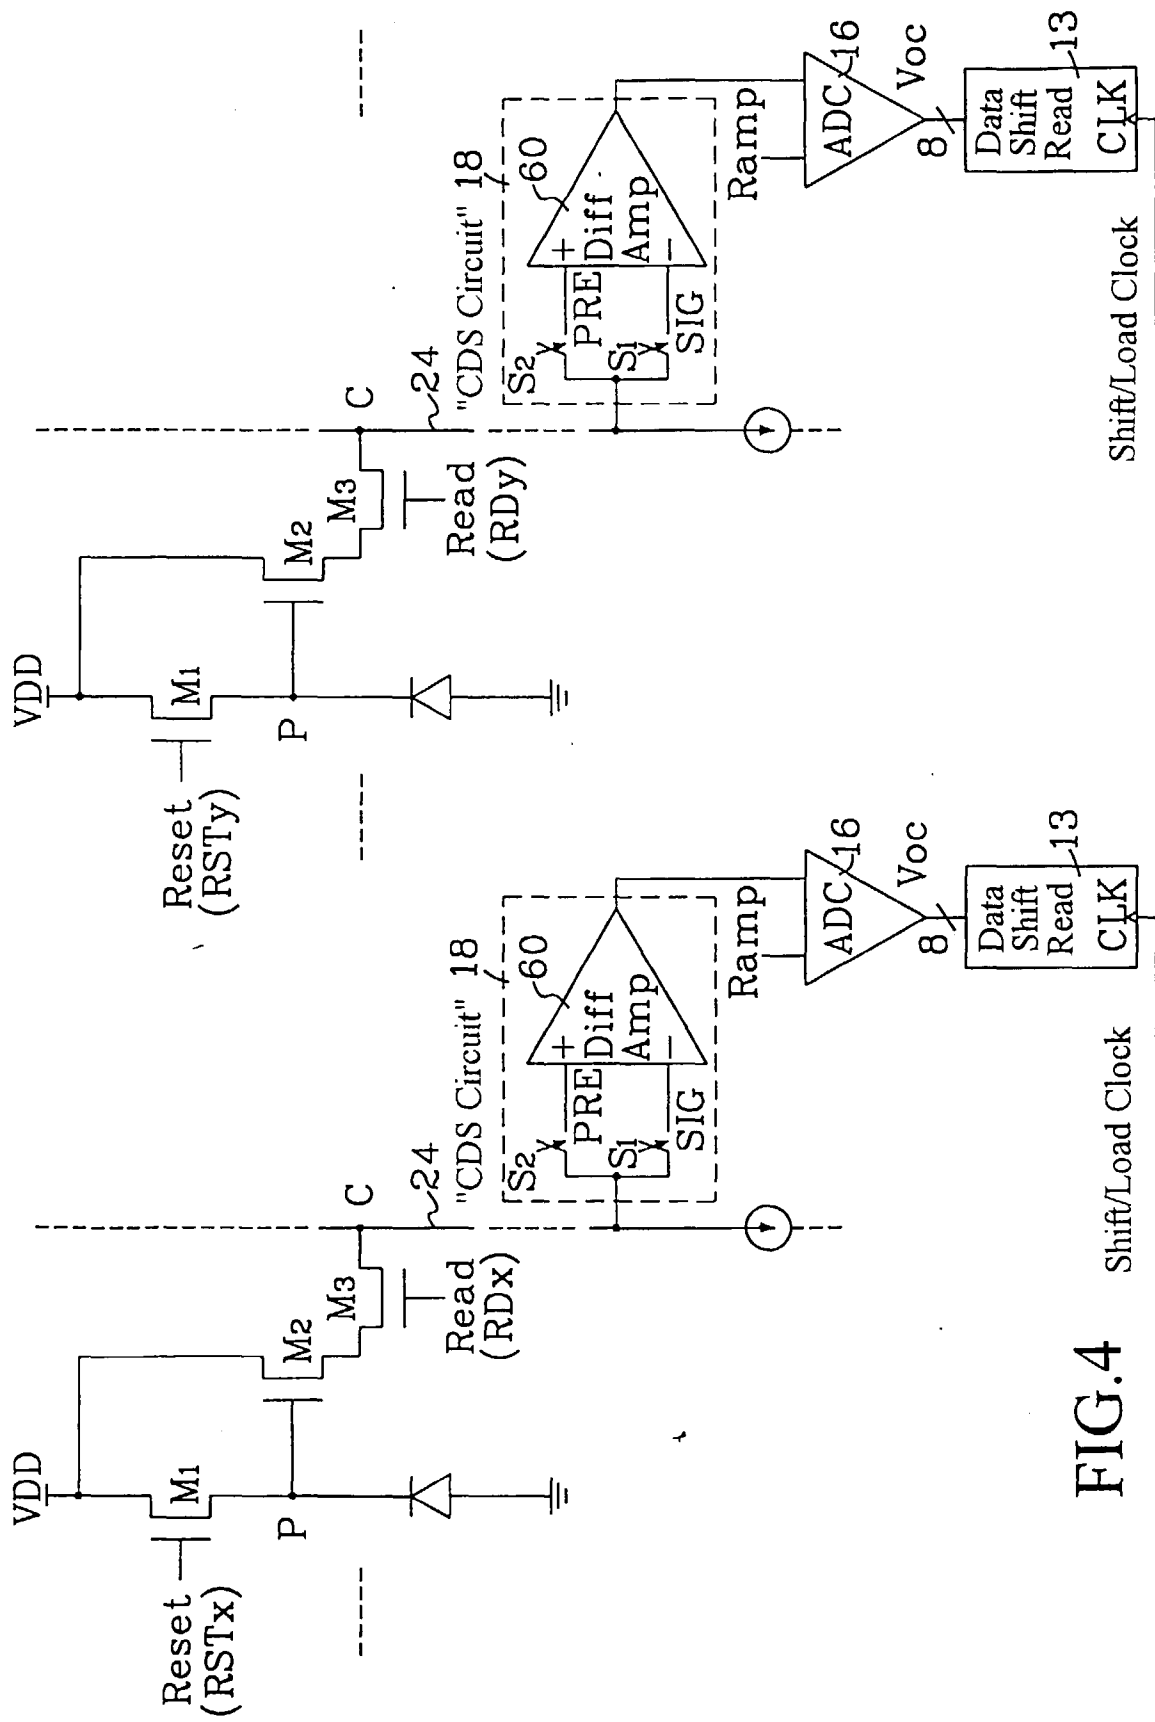 VDD
Reset
(RSTx)
M1
P
M2
M3
Read
(RDx)
C
24
"CDS Circuit" 18
S2
PRE
S1
SIG
60
+
Diff
Amp
−
Ramp
ADC
16
Voc
8
Data
Shift
Read
13
CLK
Shift/Load Clock
VDD
Reset
(RSTy)
M1
P
M2
M3
Read
(RDy)
C
24
"CDS Circuit" 18
S2
PRE
S1
SIG
60
+
Diff
Amp
−
Ramp
ADC
16
Voc
8
Data
Shift
Read
13
CLK
Shift/Load Clock
FIG.4